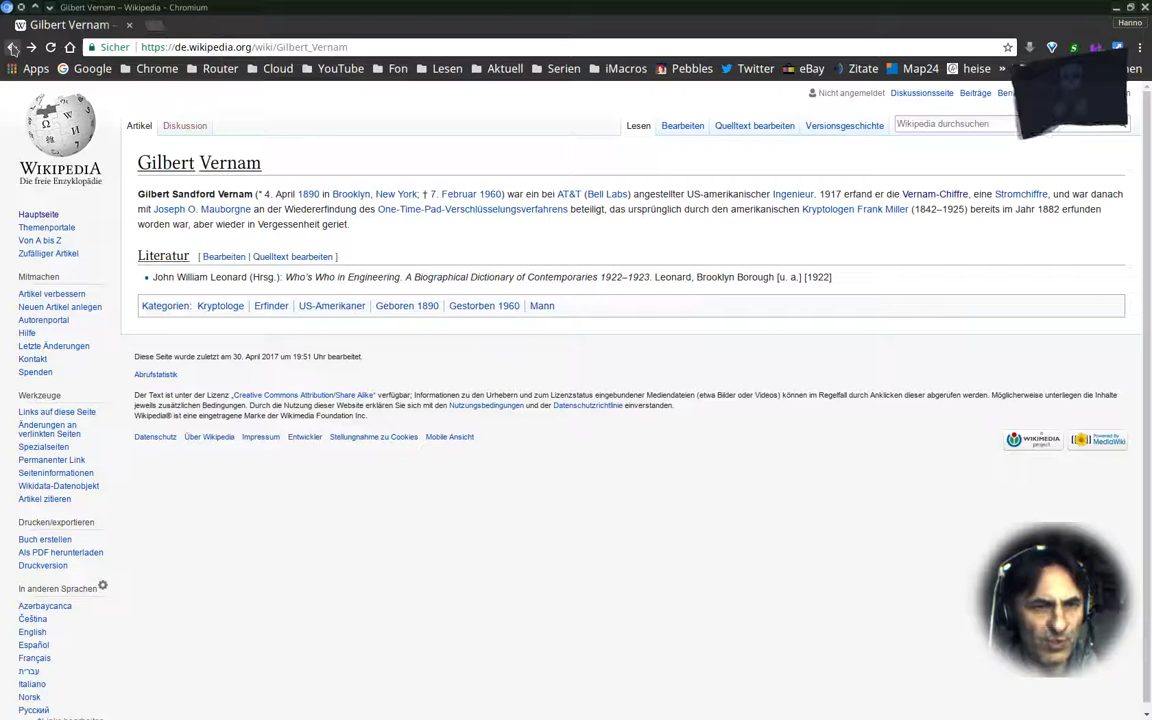 Gilbert Vernam – Wikipedia - Chromium
Gilbert Vernam –
Hanno
Sicher
https://de.wikipedia.org/wiki/Gilbert_Vernam
Apps Google Chrome Router Cloud YouTube Fon Lesen Aktuell Serien iMacros Pebbles Twitter eBay Zitate Map24 heise »
Nicht angemeldet Diskussionsseite Beiträge
Artikel Diskussion Lesen Bearbeiten Quelltext bearbeiten Versionsgeschichte Wikipedia durchsuchen
WIKIPEDIA
Die freie Enzyklopädie
Hauptseite
Themenportale
Von A bis Z
Zufälliger Artikel
Mitmachen
Artikel verbessern
Neuen Artikel anlegen
Autorenportal
Hilfe
Letzte Änderungen
Kontakt
Spenden
Werkzeuge
Links auf diese Seite
Änderungen an
verlinkten Seiten
Spezialseiten
Permanenter Link
Seiteninformationen
Wikidata-Datenobjekt
Artikel zitieren
Drucken/exportieren
Buch erstellen
Als PDF herunterladen
Druckversion
In anderen Sprachen
Azərbaycanca
Čeština
English
Español
Français
עברית
Italiano
Norsk
Русский
Gilbert Vernam
Gilbert Sandford Vernam (* 4. April 1890 in Brooklyn, New York; † 7. Februar 1960) war ein bei AT&T (Bell Labs) angestellter US-amerikanischer Ingenieur. 1917 erfand er die Vernam-Chiffre, eine Stromchiffre, und war danach
mit Joseph O. Mauborgne an der Wiedererfindung des One-Time-Pad-Verschlüsselungsverfahrens beteiligt, das ursprünglich durch den amerikanischen Kryptologen Frank Miller (1842–1925) bereits im Jahr 1882 erfunden
worden war, aber wieder in Vergessenheit geriet.
Literatur [ Bearbeiten | Quelltext bearbeiten ]
John William Leonard (Hrsg.): Who's Who in Engineering. A Biographical Dictionary of Contemporaries 1922–1923. Leonard, Brooklyn Borough [u. a.] [1922]
Kategorien: Kryptologe | Erfinder | US-Amerikaner | Geboren 1890 | Gestorben 1960 | Mann
Diese Seite wurde zuletzt am 30. April 2017 um 19:51 Uhr bearbeitet.
Abrufstatistik
Der Text ist unter der Lizenz „Creative Commons Attribution/Share Alike“ verfügbar; Informationen zu den Urhebern und zum Lizenzstatus eingebundener Mediendateien (etwa Bilder oder Videos) können im Regelfall durch Anklicken dieser abgerufen werden. Möglicherweise unterliegen die Inhalte
jeweils zusätzlichen Bedingungen. Durch die Nutzung dieser Website erklären Sie sich mit den Nutzungsbedingungen und der Datenschutzrichtlinie einverstanden.
Wikipedia® ist eine eingetragene Marke der Wikimedia Foundation Inc.
Datenschutz Über Wikipedia Impressum Entwickler Stellungnahme zu Cookies Mobile Ansicht
a
WIKIMEDIA
project
Powered By
MediaWiki